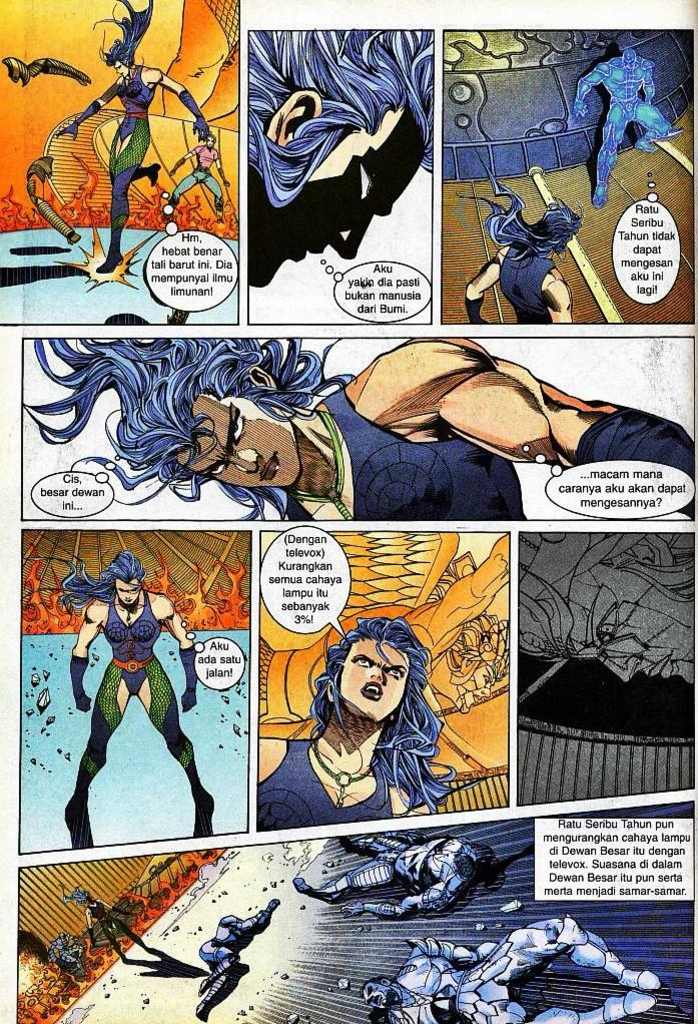 Hm,
hebat benar
tali barut ini. Dia
mempunyai ilmu
limunan!
Aku
yakin dia pasti
bukan manusia
dari Bumi.
Ratu
Seribu
Tahun tidak
dapat
mengesan
aku ini
lagi!
Cis,
besar dewan
ini...
...macam mana
caranya aku akan dapat
mengesannya?
Aku
ada satu
jalan!
(Dengan
televox)
Kurangkan
semua cahaya
lampu itu
sebanyak
3%!
Ratu Seribu Tahun pun
mengurangkan cahaya lampu
di Dewan Besar itu dengan
televox. Suasana di dalam
Dewan Besar itu pun serta
merta menjadi samar-samar.